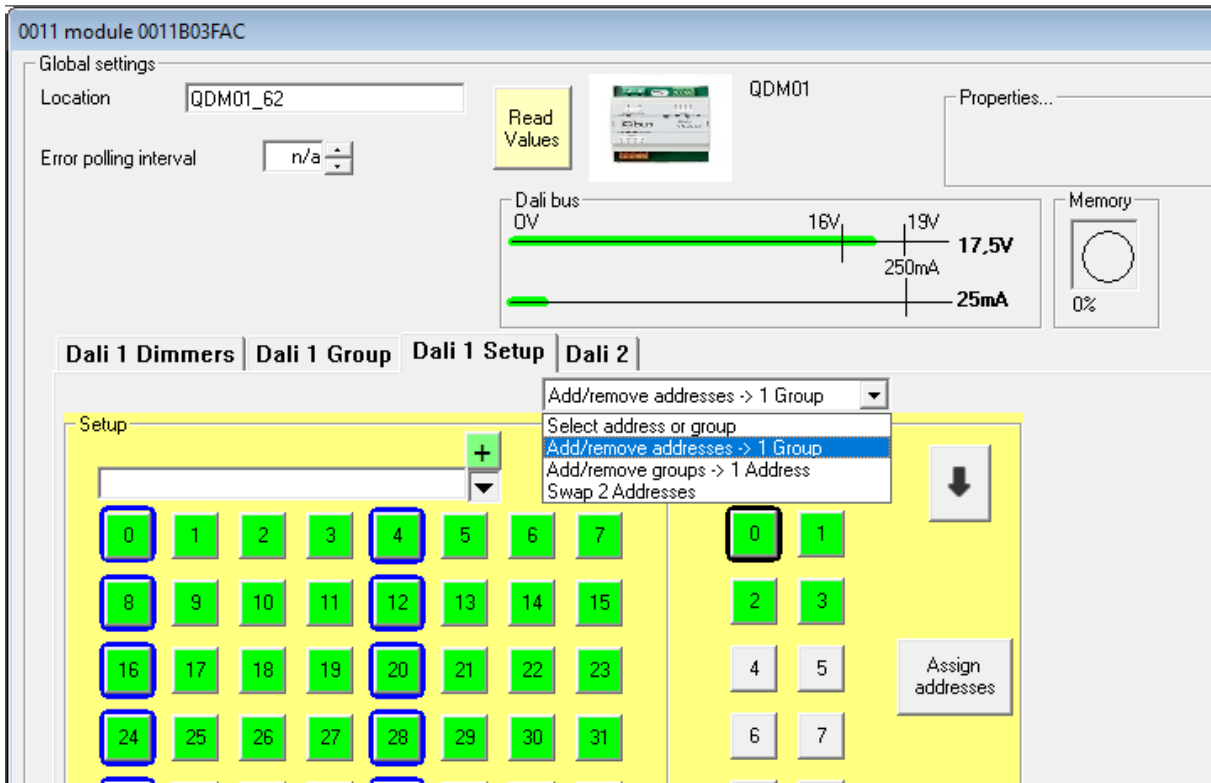 0011 module 0011B03FAC
Global settings
Location QDM01_62
Read
Values
QDM01
Properties...
Error polling interval n/a
Dali bus
0V 16V 19V
17,5V
250mA
25mA
Memory
0%
Dali 1 Dimmers Dali 1 Group Dali 1 Setup Dali 2
Add/remove addresses -> 1 Group
Select address or group
Add/remove addresses -> 1 Group
Add/remove groups -> 1 Address
Swap 2 Addresses
Setup
+
0 1 2 3 4 5 6 7 0 1
8 9 10 11 12 13 14 15 2 3
16 17 18 19 20 21 22 23 4 5
Assign
addresses
24 25 26 27 28 29 30 31 6 7